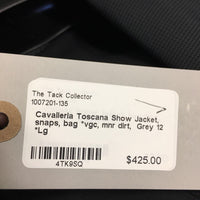 The Tack Collector
1007201-135
Cavalleria Toscana Show Jacket,
snaps, bag *vgc, mnr dirt, Grey 12
*Lg
4TK9SQ
$425.00